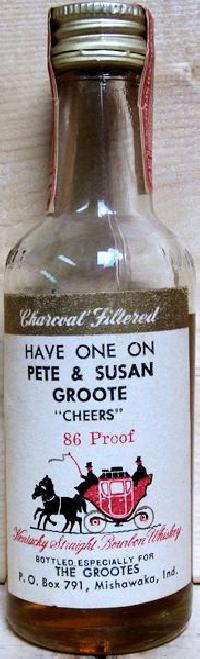 Charcoal Filtered
HAVE ONE ON
PETE & SUSAN
GROOTE
"CHEERS"
86 Proof
Kentucky Straight Bourbon Whiskey
BOTTLED ESPECIALLY FOR
THE GROOTES
P. O. Box 791, Mishawaka, Ind.